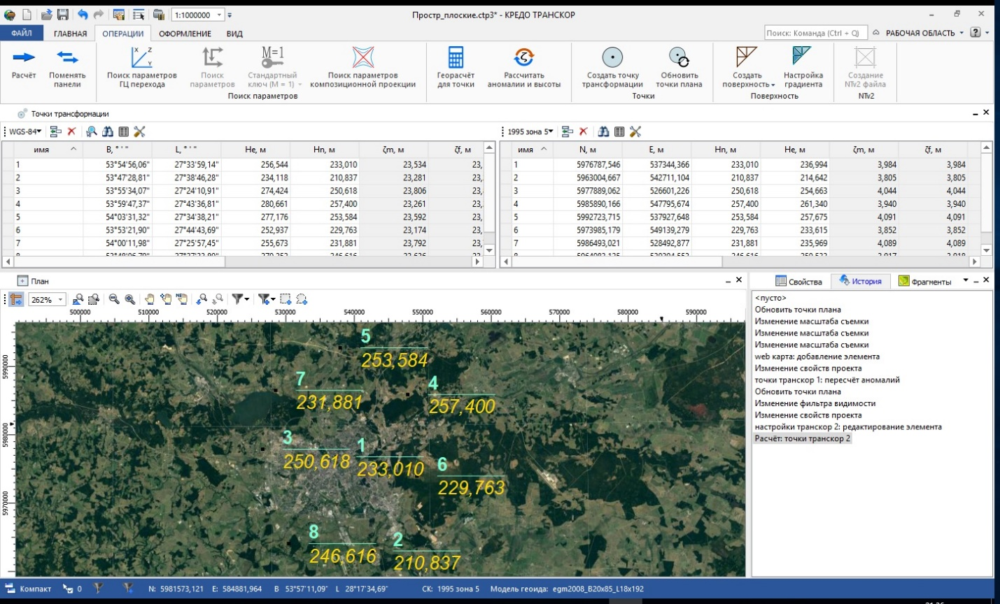 1:1000000
Простр_плоские.ctp3* - КРЕДО ТРАНСКОР
ФАЙЛ ГЛАВНАЯ ОПЕРАЦИИ ОФОРМЛЕНИЕ ВИД Поиск: Команда (Ctrl + Q) РАБОЧАЯ ОБЛАСТЬ ?
Расчёт
Поменять панели
Поиск параметров ГЦ перехода
Поиск параметров
M=1
Стандартный ключ (M = 1)
Поиск параметров композиционной проекции
Георасчёт для точки
Рассчитать аномалии и высоты
Создать точку трансформации
Обновить точки плана
Создать поверхность
Настройка градиента
Создание NTv2 файла
Поиск параметров Точки Поверхность NTv2
Точки трансформации
WGS-84
имя B, ° ' " L, ° ' " He, м Hn, м ζm, м ζf, м
1 53°54'56,06" 27°33'59,14" 256,544 233,010 23,534 23,
2 53°47'28,81" 27°38'46,28" 234,118 210,837 23,281 23,
3 53°55'34,07" 27°24'10,91" 274,424 250,618 23,806 23,
4 53°59'47,37" 27°43'36,81" 280,661 257,400 23,261 23,
5 54°03'31,32" 27°34'38,21" 277,176 253,584 23,592 23,
6 53°53'21,90" 27°44'43,69" 252,937 229,763 23,174 23,
7 54°00'11,98" 27°25'57,45" 255,673 231,881 23,792 23,
1995 зона 5
имя N, м E, м Hn, м He, м ζm, м ζf, м
1 5976787,546 537344,366 233,010 236,994 3,984 3,984
2 5963004,667 542711,104 210,837 214,642 3,805 3,805
3 5977889,062 526601,226 250,618 254,663 4,044 4,044
4 5985890,166 547795,674 257,400 261,340 3,940 3,940
5 5992723,715 537927,648 253,584 257,675 4,091 4,091
6 5973985,179 549139,279 229,763 233,615 3,852 3,852
7 5986493,021 528492,877 231,881 235,969 4,089 4,089
План
262%
500000 510000 520000 530000 540000 550000 560000 570000 580000 590000
5990000
5980000
5970000
5
253,584
7
231,881
4
257,400
3
250,618
1
233,010
6
229,763
8
246,616
2
210,837
Свойства История Фрагменты
<пусто>
Обновить точки плана
Изменение масштаба съемки
Изменение масштаба съемки
Изменение масштаба съемки
web карта: добавление элемента
Изменение свойств проекта
точки транскор 1: пересчёт аномалий
Обновить точки плана
Изменение фильтра видимости
Изменение свойств проекта
настройки транскор 2: редактирование элемента
Расчёт: точки транскор 2
Компакт 0 N: 5981573,121 E: 584881,964 B 53°57'11,09" L 28°17'34,69" СК: 1995 зона 5 Модель геоида: egm2008_B20x85_L18x192